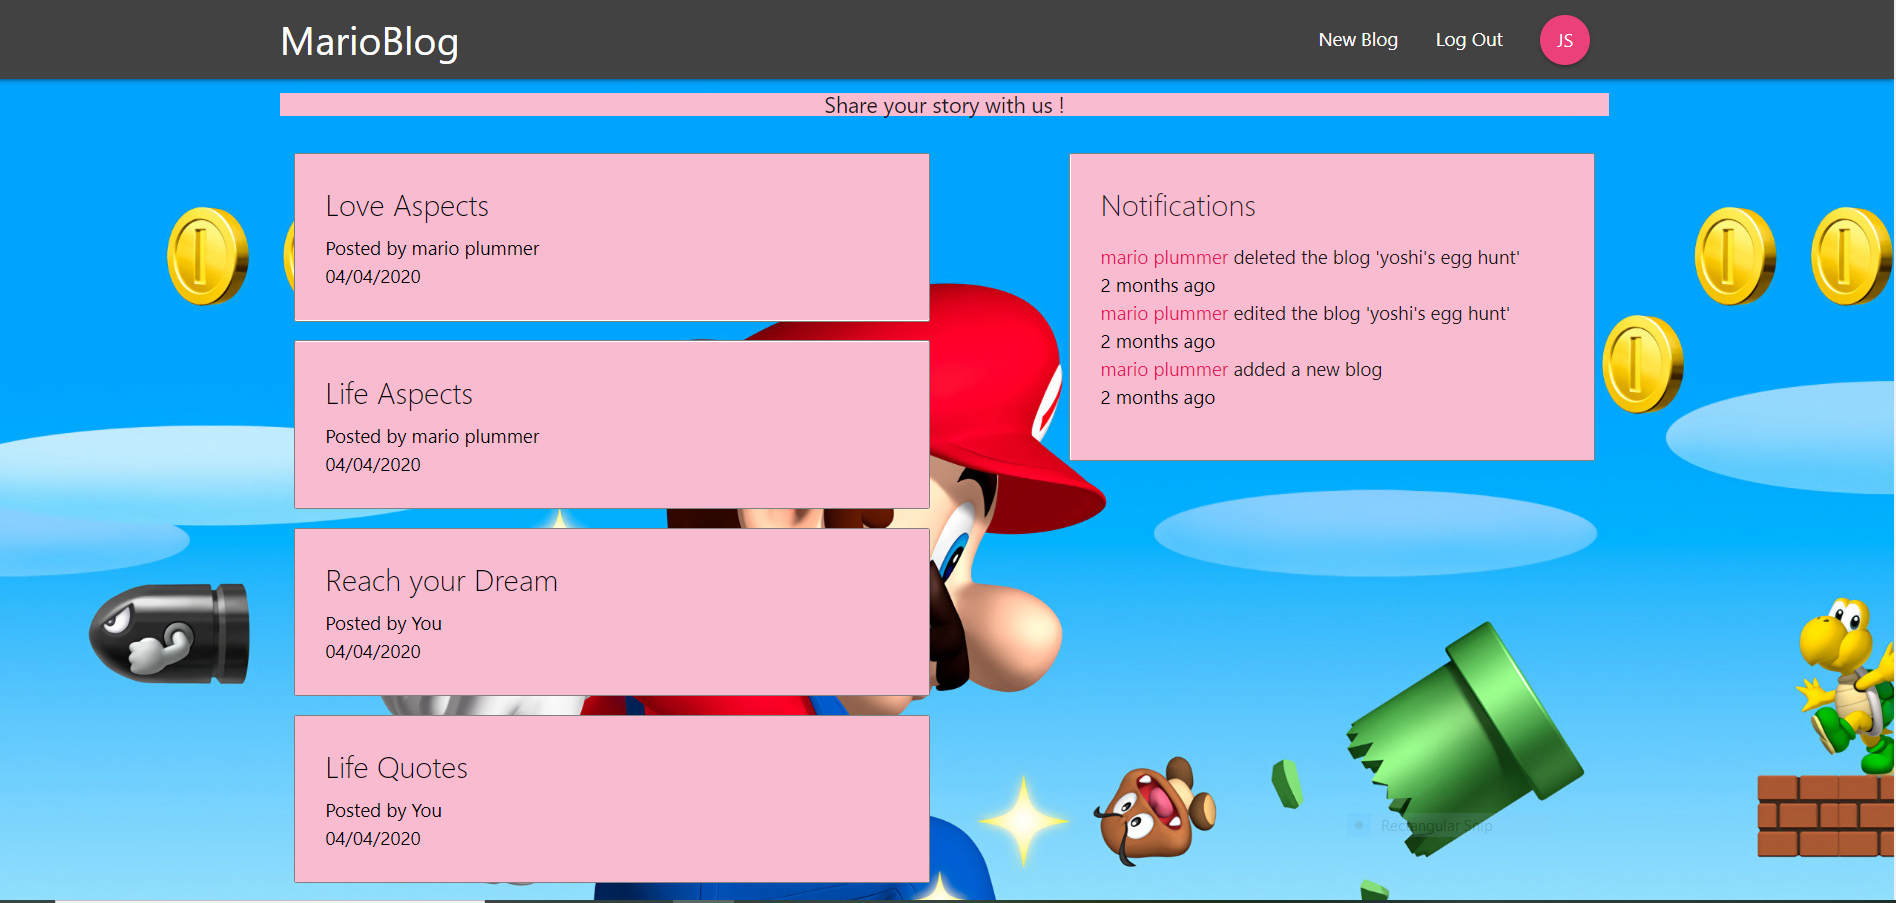 MarioBlog
New Blog
Log Out
JS
Share your story with us !
Love Aspects
Posted by mario plummer
04/04/2020
Life Aspects
Posted by mario plummer
04/04/2020
Reach your Dream
Posted by You
04/04/2020
Life Quotes
Posted by You
04/04/2020
Notifications
mario plummer deleted the blog 'yoshi's egg hunt'
2 months ago
mario plummer edited the blog 'yoshi's egg hunt'
2 months ago
mario plummer added a new blog
2 months ago
Rectangular Snip